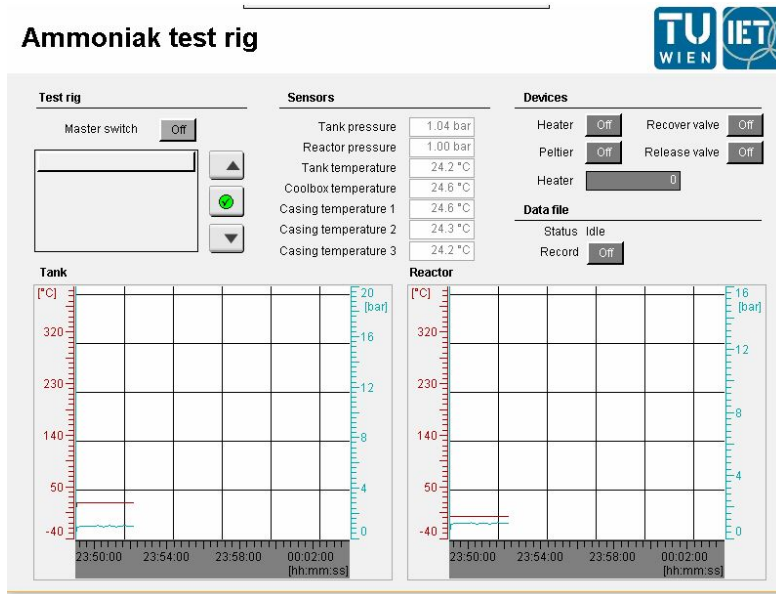 Ammoniak test rig
TU
WIEN
IET
Test rig
Master switch Off
Sensors
Tank pressure 1.04 bar
Reactor pressure 1.00 bar
Tank temperature 24.2 °C
Coolbox temperature 24.6 °C
Casing temperature 1 24.6 °C
Casing temperature 2 24.3 °C
Casing temperature 3 24.2 °C
Devices
Heater Off Recover valve Off
Peltier Off Release valve Off
Heater 0
Data file
Status Idle
Record Off
Tank
[°C] 20
[bar]
320 16
230 12
140 8
50 4
-40 0
23:50:00 23:54:00 23:58:00 00:02:00
[hh:mm:ss]
Reactor
[°C] 16
[bar]
320 12
230 8
140 4
50 0
-40
23:50:00 23:54:00 23:58:00 00:02:00
[hh:mm:ss]